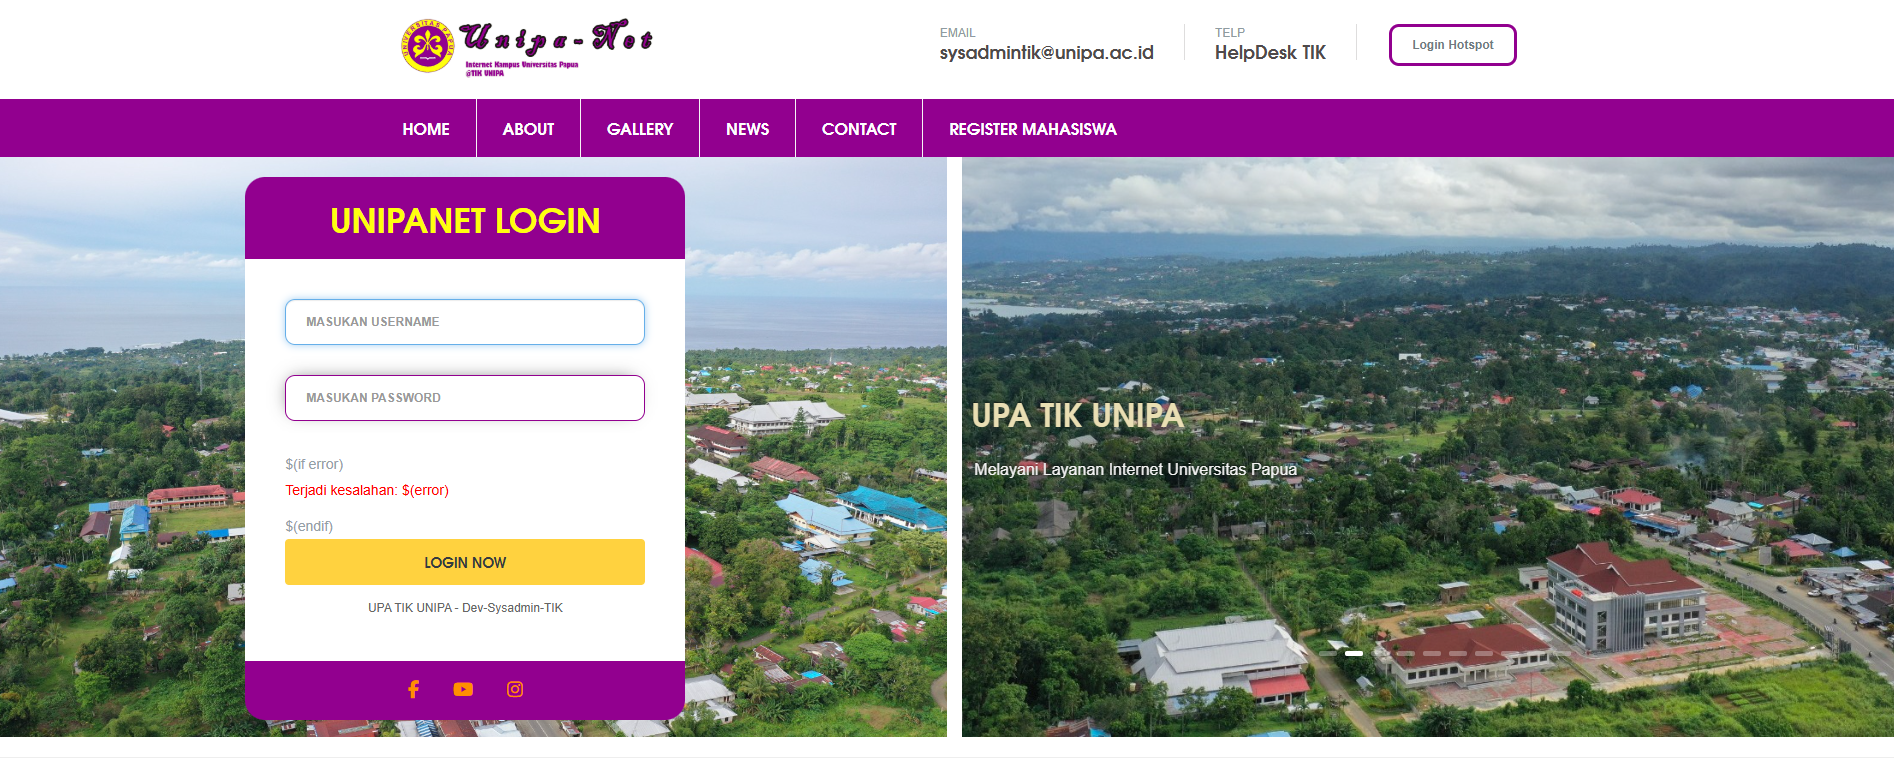 UNIVERSITAS PAPUA
Unipa-Net
Internet Kampus Universitas Papua
@TIK UNIPA
EMAIL
sysadmintik@unipa.ac.id
TELP
HelpDesk TIK
Login Hotspot
HOME
ABOUT
GALLERY
NEWS
CONTACT
REGISTER MAHASISWA
UNIPANET LOGIN
MASUKAN USERNAME
MASUKAN PASSWORD
$(if error)
Terjadi kesalahan: $(error)
$(endif)
LOGIN NOW
UPA TIK UNIPA - Dev-Sysadmin-TIK
UPA TIK UNIPA
Melayani Layanan Internet Universitas Papua